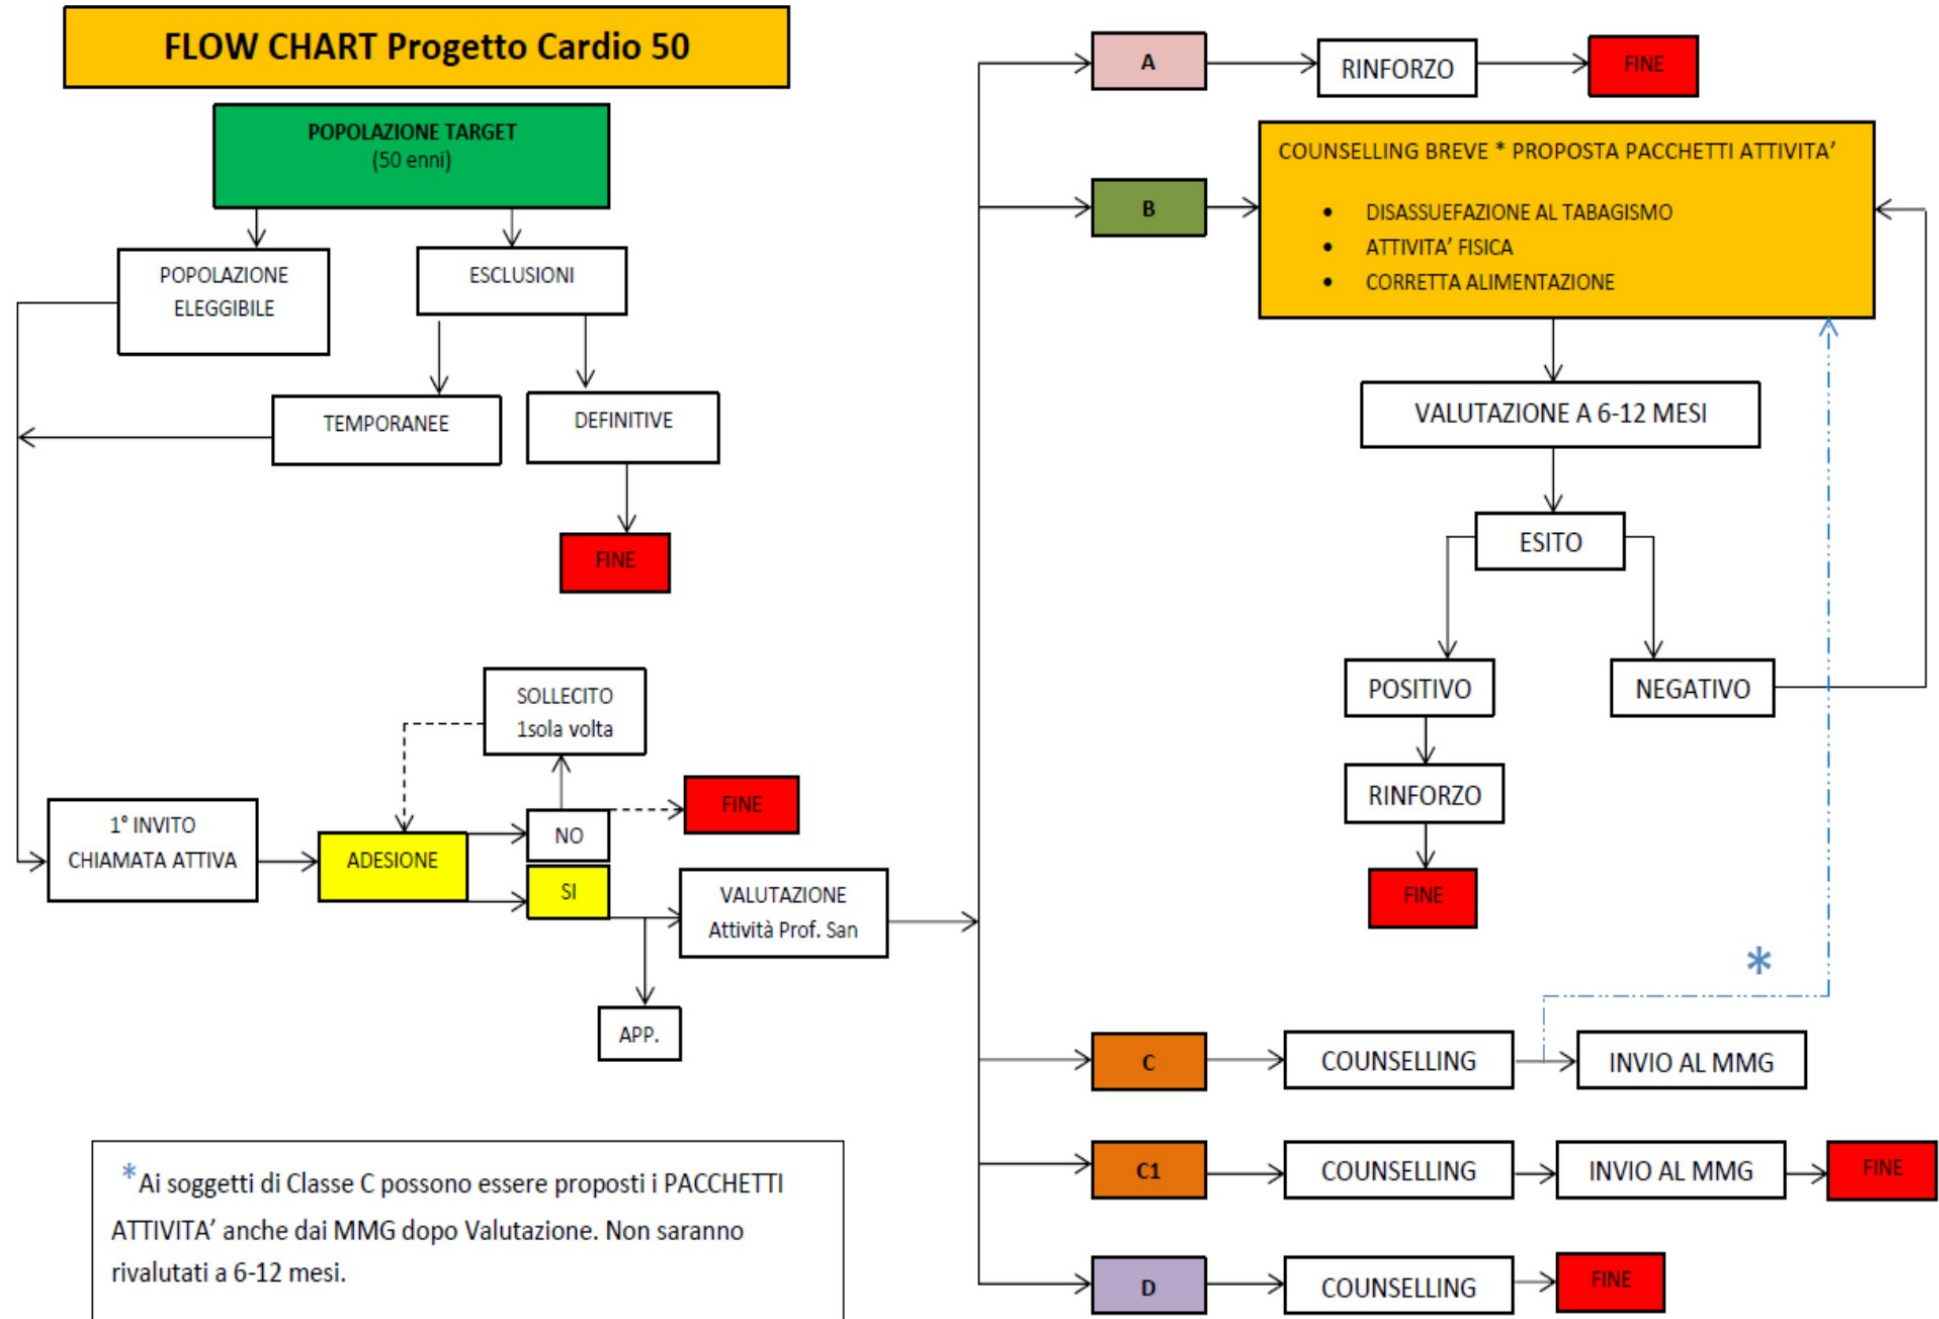 FLOW CHART Progetto Cardio 50
POPOLAZIONE TARGET
(50 enni)
POPOLAZIONE
ELEGGIBILE
ESCLUSIONI
TEMPORANEE
DEFINITIVE
FINE
SOLLECITO
1sola volta
1° INVITO
CHIAMATA ATTIVA
ADESIONE
NO
FINE
SI
VALUTAZIONE
Attività Prof. San
APP.
*Ai soggetti di Classe C possono essere proposti i PACCHETTI
ATTIVITA’ anche dai MMG dopo Valutazione. Non saranno
rivalutati a 6-12 mesi.
A
RINFORZO
FINE
B
COUNSELLING BREVE * PROPOSTA PACCHETTI ATTIVITA’
• DISASSUEFAZIONE AL TABAGISMO
• ATTIVITA’ FISICA
• CORRETTA ALIMENTAZIONE
VALUTAZIONE A 6-12 MESI
ESITO
POSITIVO
NEGATIVO
RINFORZO
FINE
*
C
COUNSELLING
INVIO AL MMG
C1
COUNSELLING
INVIO AL MMG
FINE
D
COUNSELLING
FINE